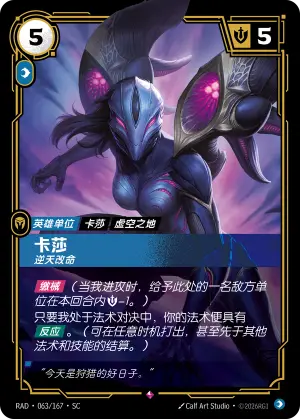 5
5
英雄单位 卡莎 虚空之地
卡莎
逆天改命
缴械 （当我进攻时，给予此处的一名敌方单
位在本回合内-1。）
只要我处于法术对决中，你的法术便具有
反应 。（可在任意时机打出，甚至先于其他
法术和技能的结算。）
“今天是狩猎的好日子。”
RAD • 063/167 • SC
Calf Art Studio • ©2026RGI